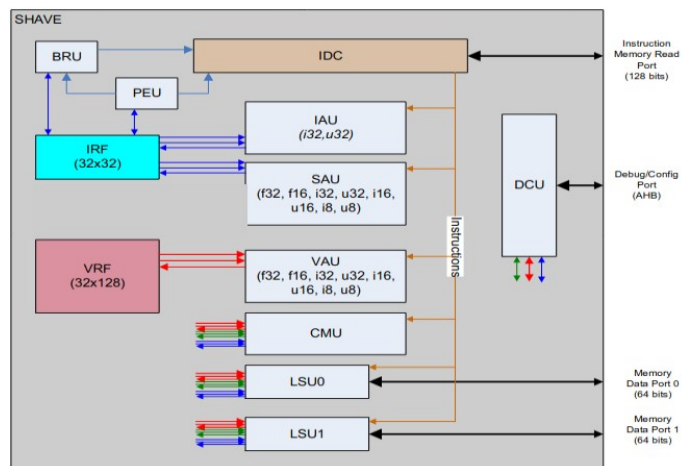 SHAVE
BRU
IDC
Instruction
Memory Read
Port
(128 bits)
PEU
IRF
(32x32)
IAU
(i32,u32)
SAU
(f32, f16, i32, u32, i16,
u16, i8, u8)
DCU
Debug/Config
Port
(AHB)
Instructions
VRF
(32x128)
VAU
(f32, f16, i32, u32, i16,
u16, i8, u8)
CMU
LSU0
Memory
Data Port 0
(64 bits)
LSU1
Memory
Data Port 1
(64 bits)